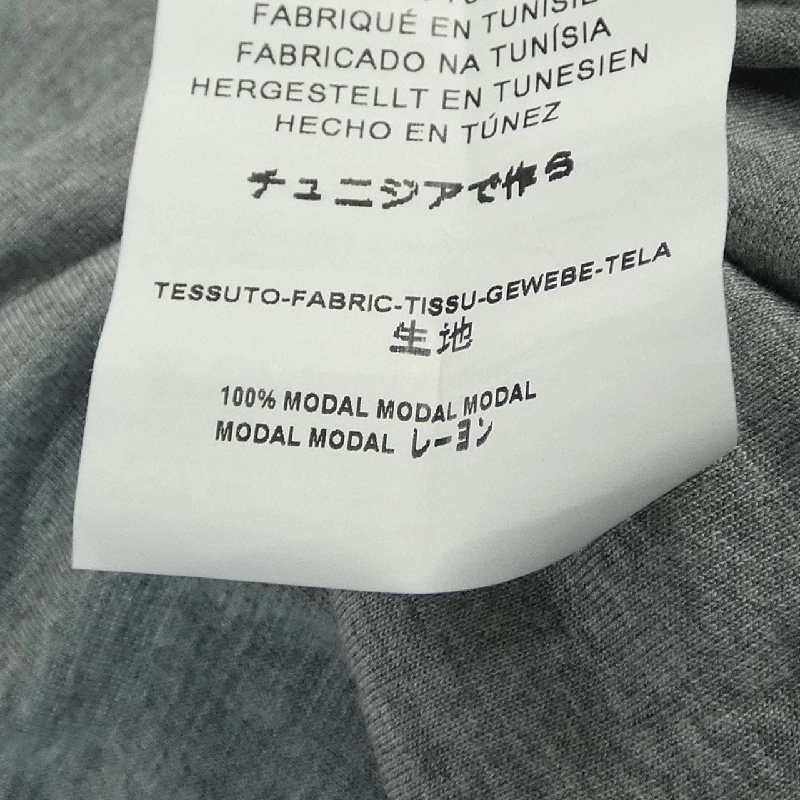 FABRIQUÉ EN TUNISIE
FABRICADO NA TUNÍSIA
HERGESTELLT EN TUNESIEN
HECHO EN TÚNEZ
チュニジアで作ら
TESSUTO-FABRIC-TISSU-GEWEBE-TELA
生地
100% MODAL MODAL MODAL
MODAL MODAL レーヨン